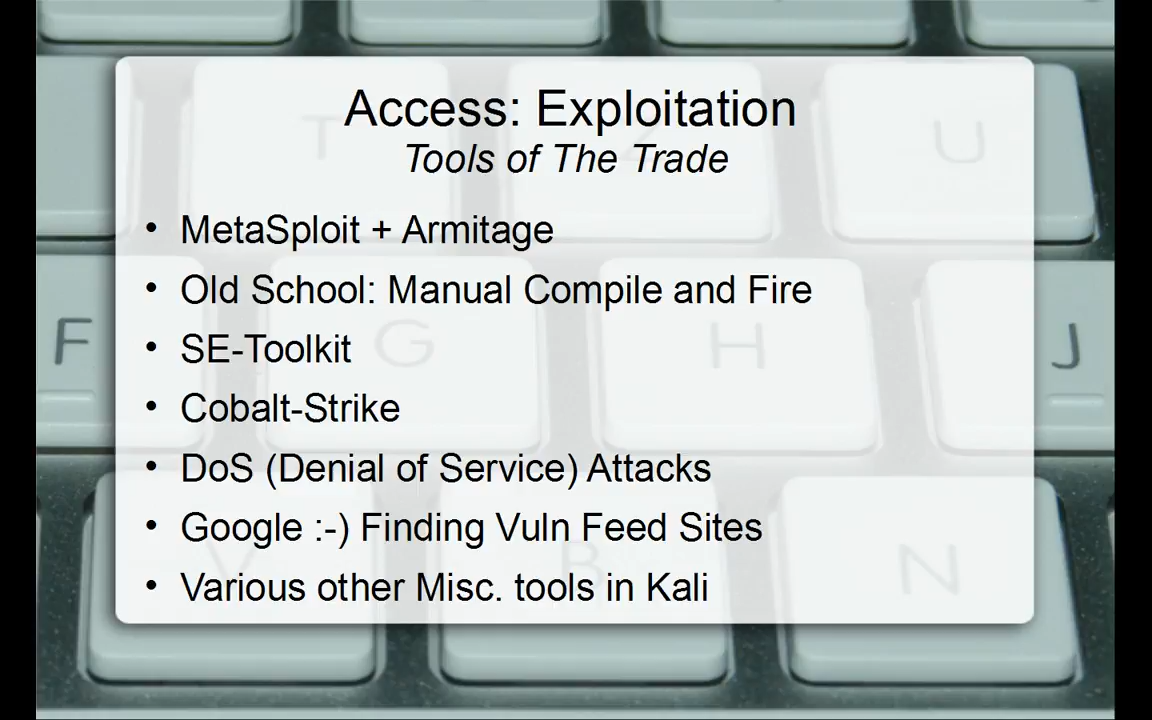 Access: Exploitation
Tools of The Trade
• MetaSploit + Armitage
• Old School: Manual Compile and Fire
• SE-Toolkit
• Cobalt-Strike
• DoS (Denial of Service) Attacks
• Google :-) Finding Vuln Feed Sites
• Various other Misc. tools in Kali
T Z U
F G H J
V B N